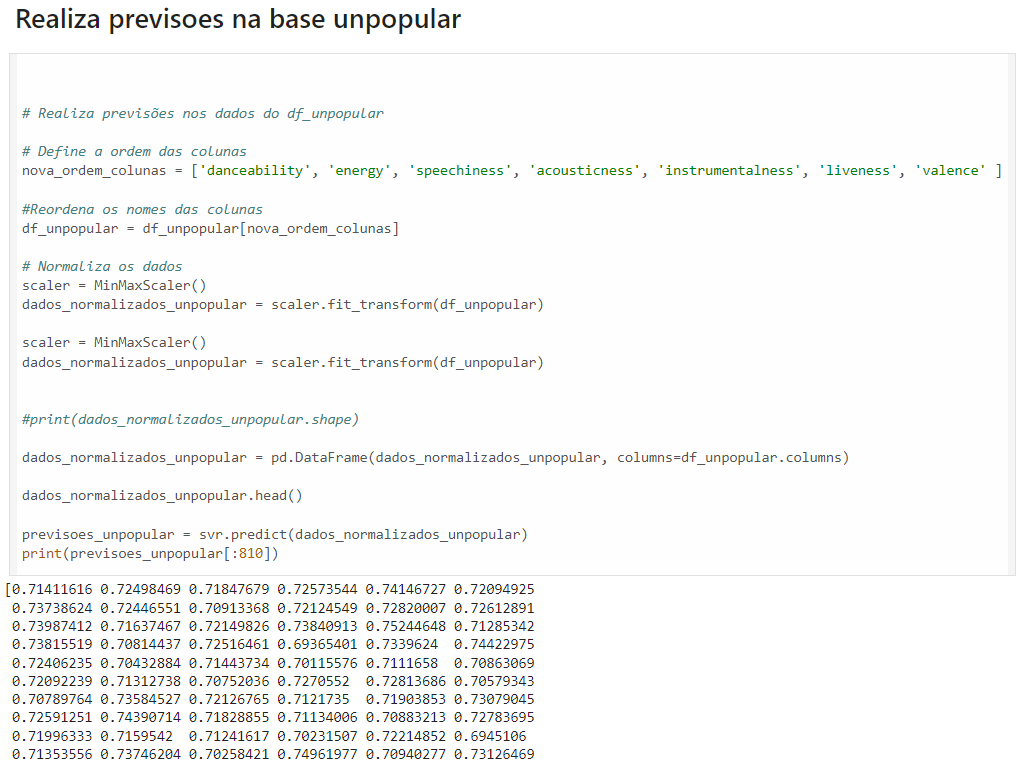 Realiza previsoes na base unpopular
# Realiza previsões nos dados do df_unpopular
# Define a ordem das colunas
nova_ordem_colunas = ['danceability', 'energy', 'speechiness', 'acousticness', 'instrumentalness', 'liveness', 'valence' ]
#Reordena os nomes das colunas
df_unpopular = df_unpopular[nova_ordem_colunas]
# Normaliza os dados
scaler = MinMaxScaler()
dados_normalizados_unpopular = scaler.fit_transform(df_unpopular)
scaler = MinMaxScaler()
dados_normalizados_unpopular = scaler.fit_transform(df_unpopular)
#print(dados_normalizados_unpopular.shape)
dados_normalizados_unpopular = pd.DataFrame(dados_normalizados_unpopular, columns=df_unpopular.columns)
dados_normalizados_unpopular.head()
previsoes_unpopular = svr.predict(dados_normalizados_unpopular)
print(previsoes_unpopular[:810])
[0.71411616 0.72498469 0.71847679 0.72573544 0.74146727 0.72094925
0.73738624 0.72446551 0.70913368 0.72124549 0.72820007 0.72612891
0.73987412 0.71637467 0.72149826 0.73840913 0.75244648 0.71285342
0.73815519 0.70814437 0.72516461 0.69365401 0.7339624 0.74422975
0.72406235 0.70432884 0.71443734 0.70115576 0.7111658 0.70863069
0.72092239 0.71312738 0.70752036 0.7270552 0.72813686 0.70579343
0.70789764 0.73584527 0.72126765 0.7121735 0.71903853 0.73079045
0.72591251 0.74390714 0.71828855 0.71134006 0.70883213 0.72783695
0.71996333 0.7159542 0.71241617 0.70231507 0.72214852 0.6945106
0.71353556 0.73746204 0.70258421 0.74961977 0.70940277 0.73126469